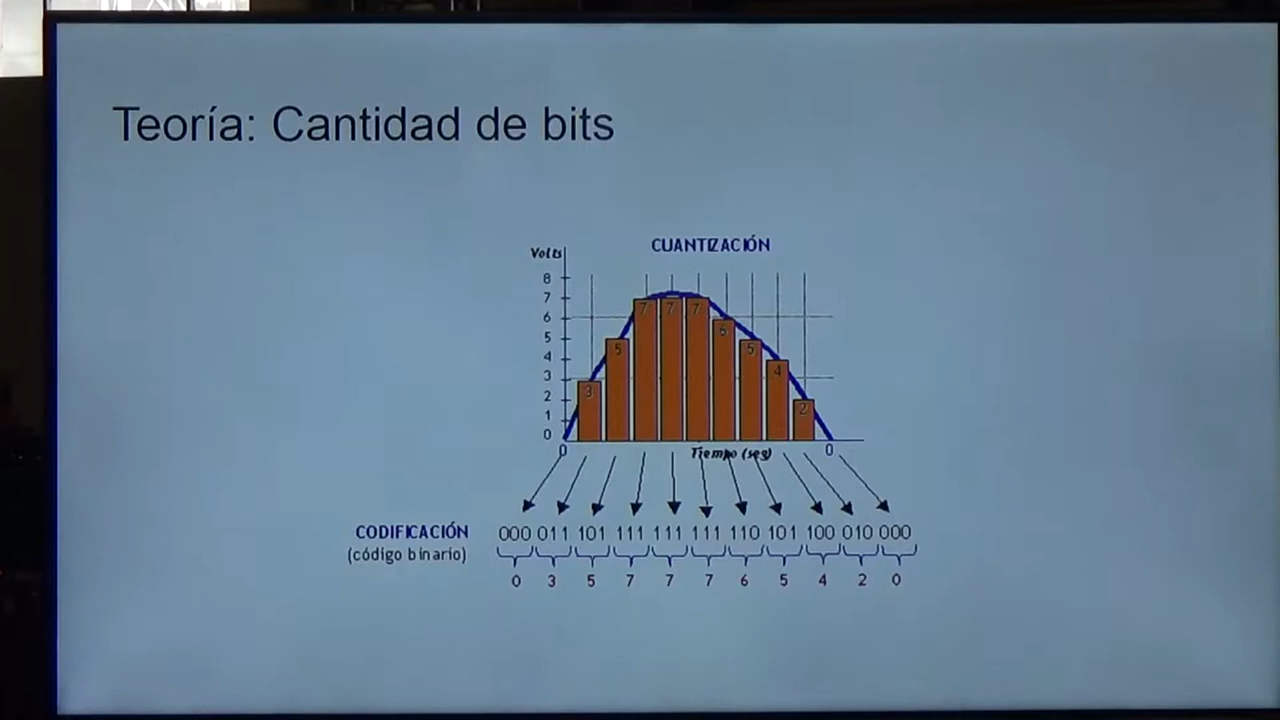 Teoría: Cantidad de bits
CUANTIZACIÓN
Volts
8
7
6
5
4
3
2
1
0
3
5
7
7
7
6
5
4
2
0
Tiempo (seg)
0
CODIFICACIÓN
(código binario)
000 011 101 111 111 111 110 101 100 010 000
0 3 5 7 7 7 6 5 4 2 0